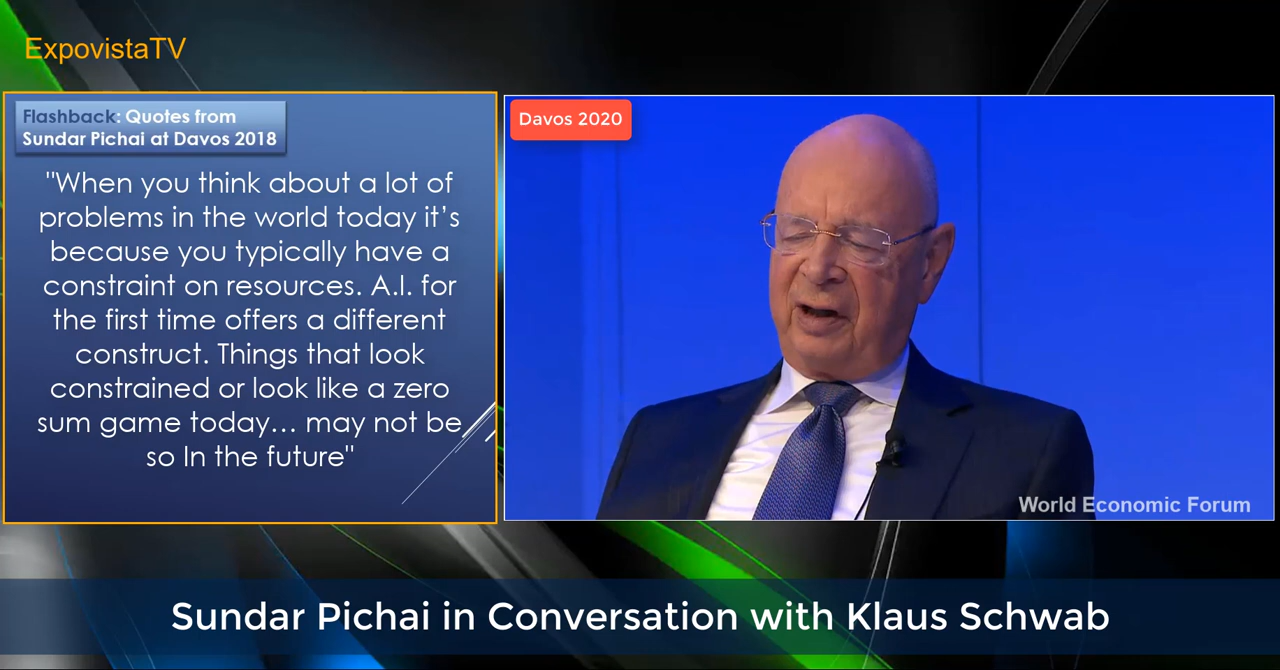 ExpovistaTV
Flashback: Quotes from
Sundar Pichai at Davos 2018
"When you think about a lot of
problems in the world today it’s
because you typically have a
constraint on resources. A.I. for
the first time offers a different
construct. Things that look
constrained or look like a zero
sum game today... may not be
so In the future"
Davos 2020
World Economic Forum
Sundar Pichai in Conversation with Klaus Schwab